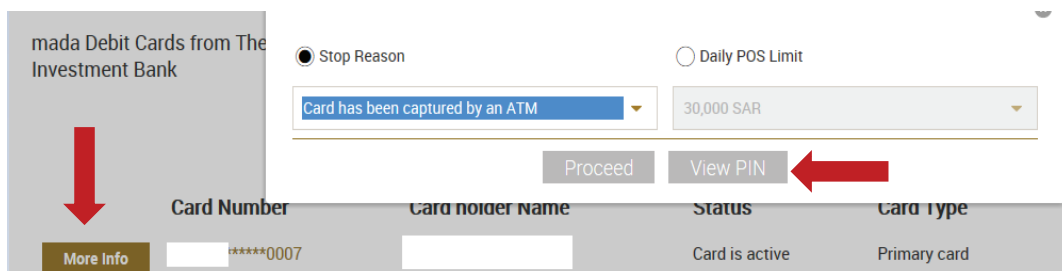 mada Debit Cards from The
Investment Bank
Stop Reason
Daily POS Limit
Card has been captured by an ATM
30,000 SAR
Proceed
View PIN
Card Number
Card holder Name
Status
Card Type
More Info
*****0007
Card is active
Primary card